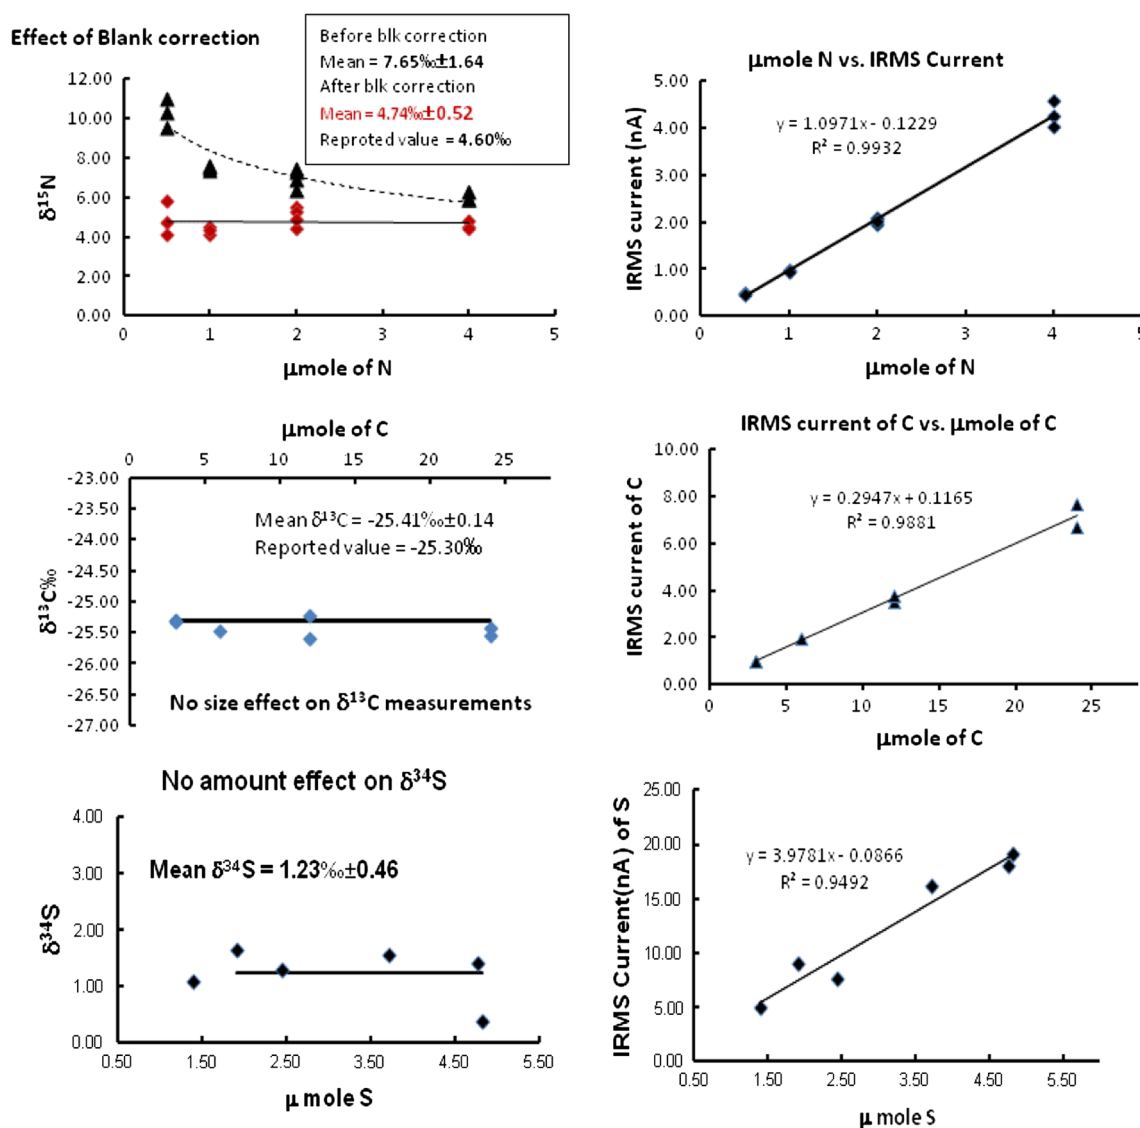 Effect of Blank correction
Before blk correction
Mean = 7.65‰±1.64
After blk correction
Mean = 4.74‰±0.52
Reproted value = 4.60‰
12.00
10.00
8.00
6.00
4.00
2.00
0.00
δ¹⁵N
0 1 2 3 4 5
µmole of N
µmole N vs. IRMS Current
5.00
4.00
3.00
2.00
1.00
0.00
IRMS current (nA)
y = 1.0971x - 0.1229
R² = 0.9932
0 1 2 3 4 5
µmole of N
µmole of C
0 5 10 15 20 25
-23.00
-23.50
-24.00
-24.50
-25.00
-25.50
-26.00
-26.50
-27.00
δ¹³C‰
Mean δ¹³C = -25.41‰±0.14
Reported value = -25.30‰
No size effect on δ¹³C measurements
IRMS current of C vs. µmole of C
10.00
8.00
6.00
4.00
2.00
0.00
IRMS current of C
y = 0.2947x + 0.1165
R² = 0.9881
0 5 10 15 20 25
µmole of C
No amount effect on δ³⁴S
4.00
3.00
2.00
1.00
0.00
δ³⁴S
Mean δ³⁴S = 1.23‰±0.46
0.50 1.50 2.50 3.50 4.50 5.50
µ mole S
25.00
20.00
15.00
10.00
5.00
0.00
IRMS Current(nA) of S
y = 3.9781x - 0.0866
R² = 0.9492
0.50 1.50 2.50 3.50 4.50 5.50
µ mole S